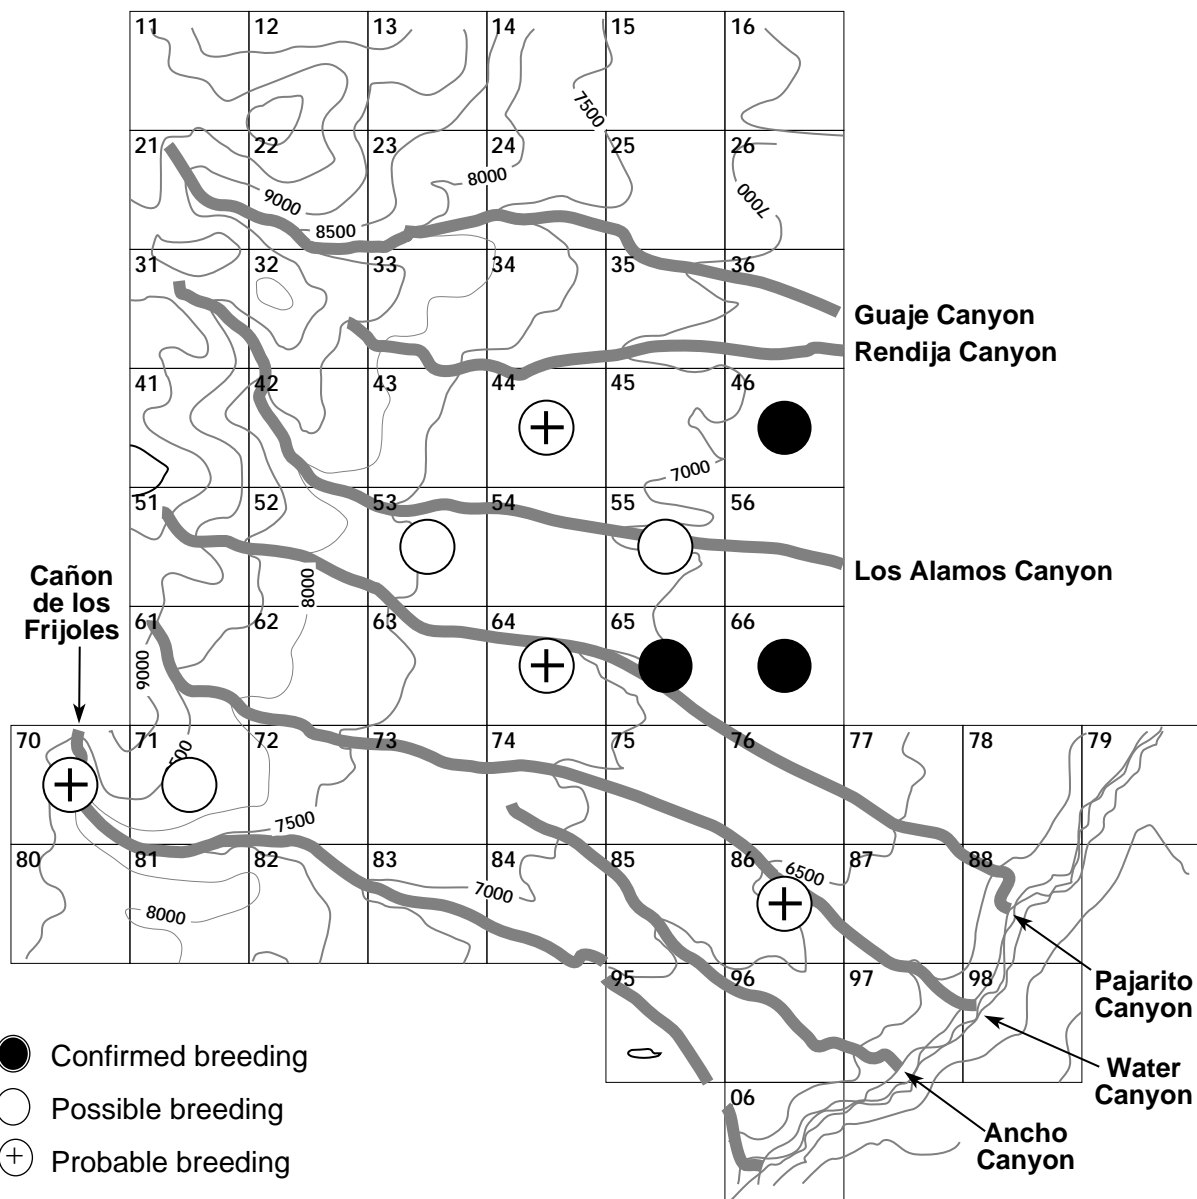 11 12 13 14 15 16
7500
21 22 23 24 25 26
8000
9000
7000
8500
31 32 33 34 35 36
Guaje Canyon
Rendija Canyon
41 42 43 44 45 46
7000
51 52 53 54 55 56
Los Alamos Canyon
Cañon
de los
Frijoles
8000
61 62 63 64 65 66
9000
70 71 72 73 74 75 76 77 78 79
7500
80 81 82 83 84 85 86 87 88
6500
7000
8000
95 96 97 98
Pajarito
Canyon
Water
Canyon
06
Ancho
Canyon
Confirmed breeding
Possible breeding
Probable breeding